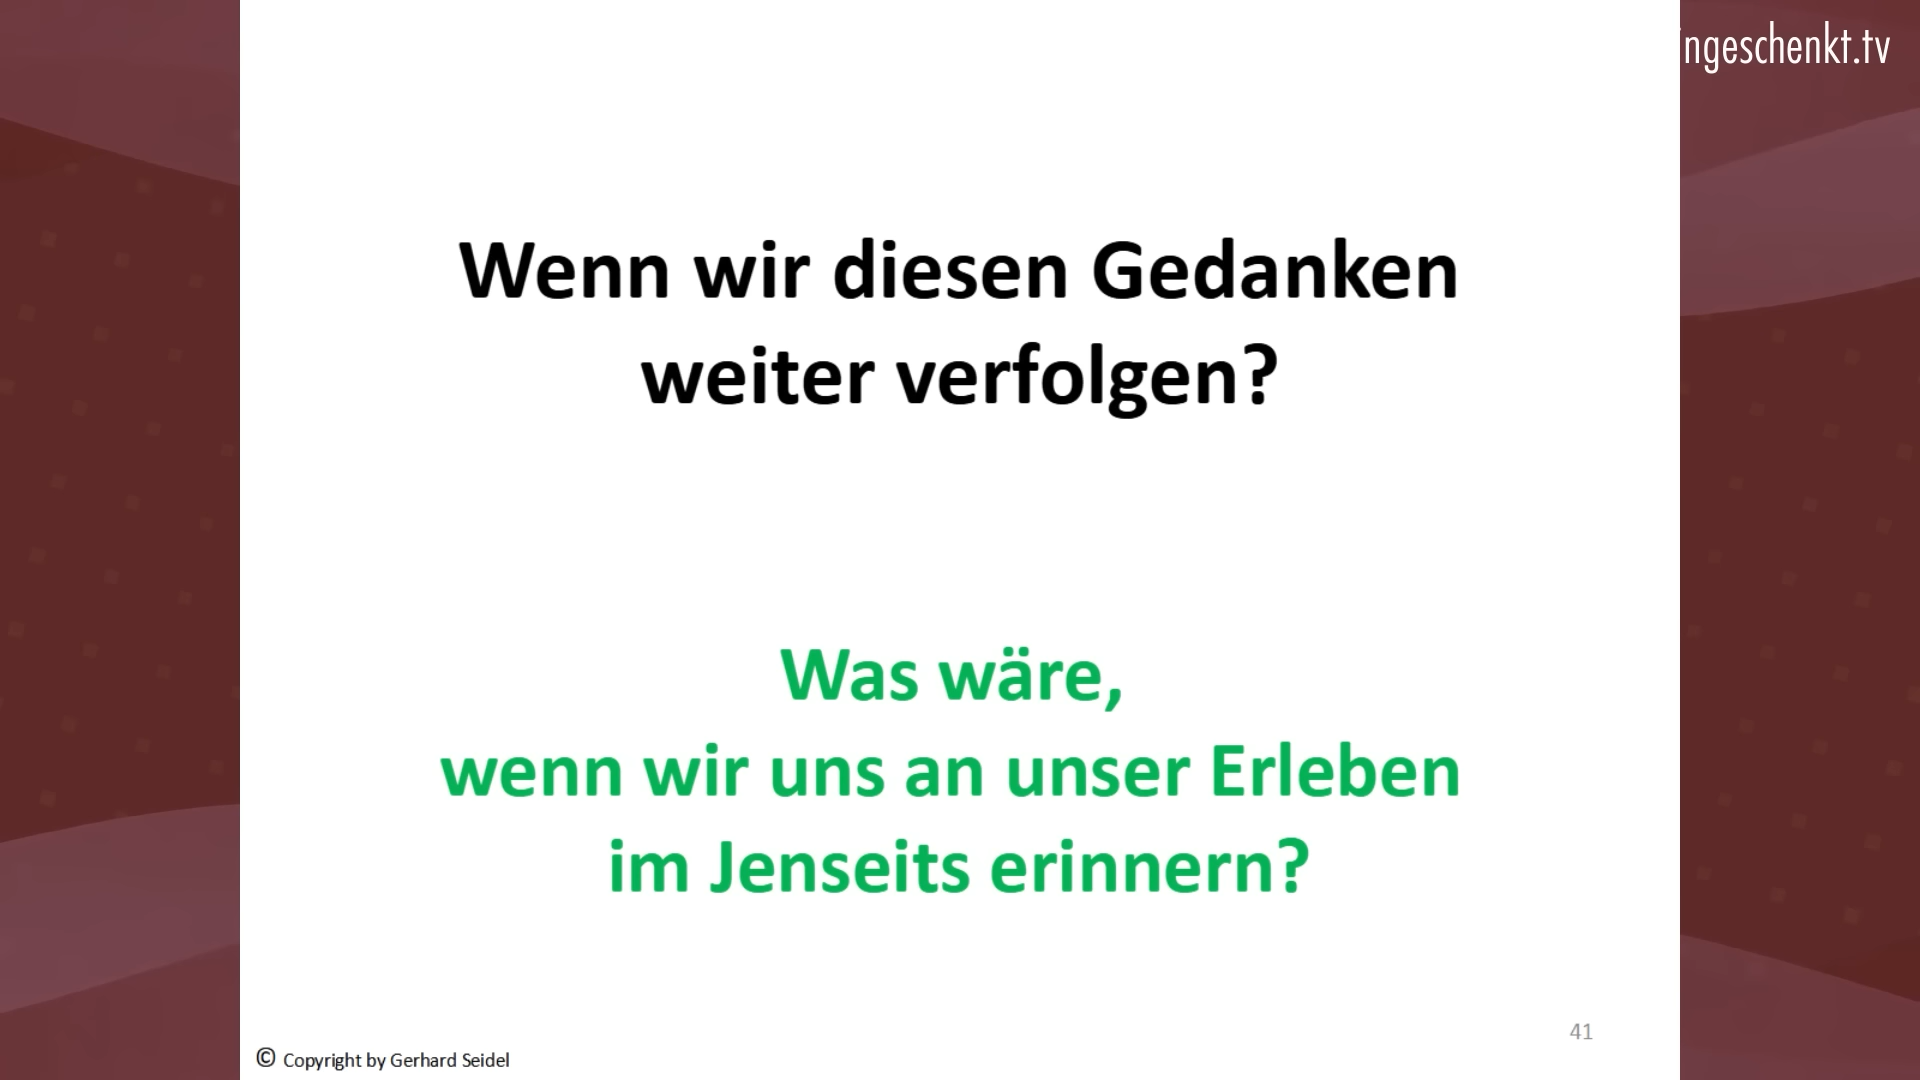 ngeschenkt.tv
Wenn wir diesen Gedanken
weiter verfolgen?
Was wäre,
wenn wir uns an unser Erleben
im Jenseits erinnern?
41
© Copyright by Gerhard Seidel